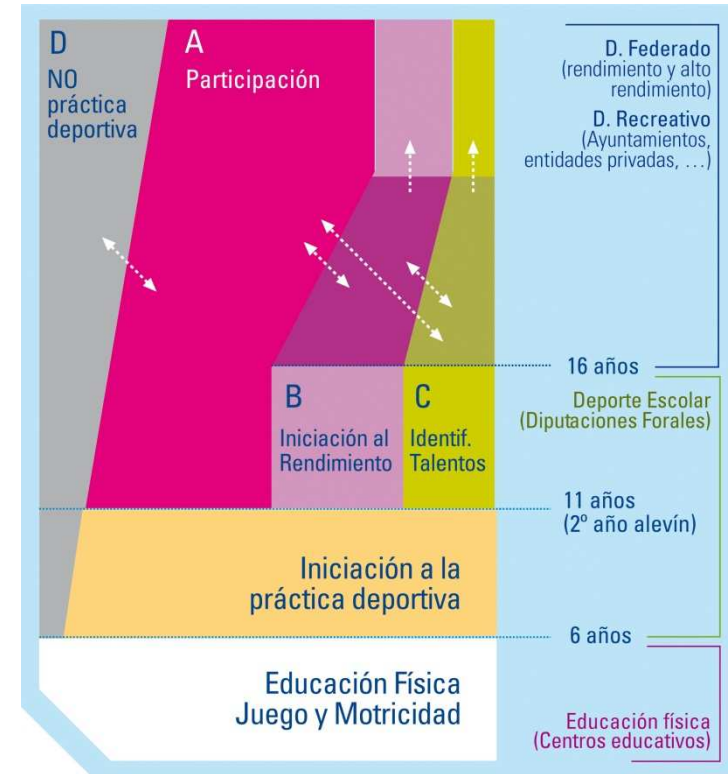 D
NO
práctica
deportiva
A
Participación
B
Iniciación al
Rendimiento
C
Identif.
Talentos
Iniciación a la
práctica deportiva
Educación Física
Juego y Motricidad
D. Federado
(rendimiento y alto
rendimiento)
D. Recreativo
(Ayuntamientos,
entidades privadas, …)
16 años
Deporte Escolar
(Diputaciones Forales)
11 años
(2º año alevín)
6 años
Educación física
(Centros educativos)